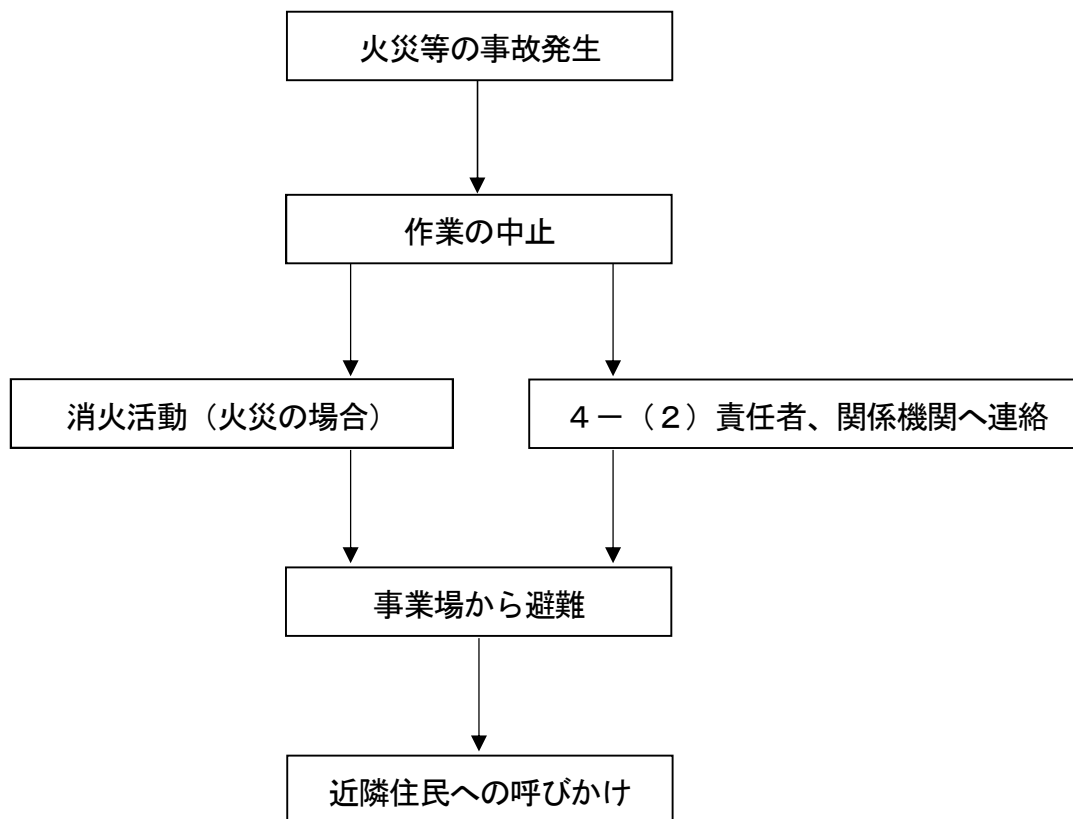 火災等の事故発生
作業の中止
消火活動（火災の場合）
４－（２）責任者、関係機関へ連絡
事業場から避難
近隣住民への呼びかけ